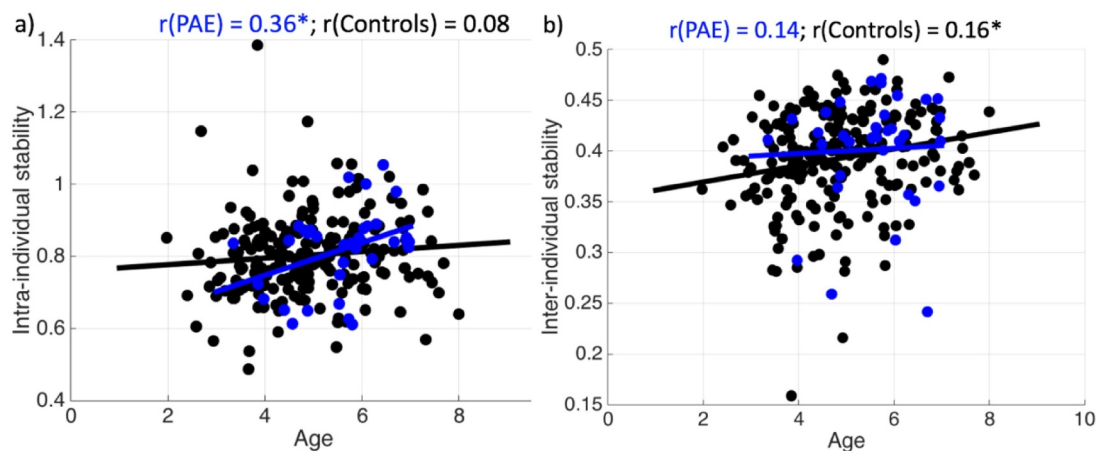 a) r(PAE) = 0.36*; r(Controls) = 0.08
1.4
1.2
1
0.8
0.6
0.4
Intra-individual stability
0 2 4 6 8
Age
b) r(PAE) = 0.14; r(Controls) = 0.16*
0.5
0.45
0.4
0.35
0.3
0.25
0.2
0.15
Inter-individual stability
0 2 4 6 8 10
Age